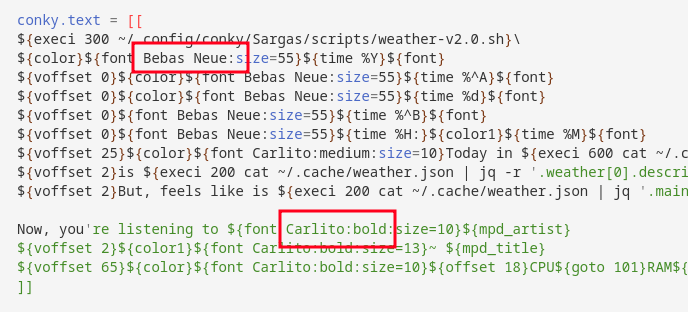 conky.text = [[
${execi 300 ~/.config/conky/Sargas/scripts/weather-v2.0.sh}\
${color}${font Bebas Neue:size=55}${time %Y}${font}
${voffset 0}${color}${font Bebas Neue:size=55}${time %^A}${font}
${voffset 0}${color}${font Bebas Neue:size=55}${time %d}${font}
${voffset 0}${font Bebas Neue:size=55}${time %^B}${font}
${voffset 0}${font Bebas Neue:size=55}${time %H:}${color1}${time %M}${font}
${voffset 25}${color}${font Carlito:medium:size=10}Today in ${execi 600 cat ~/.c
${voffset 2}is ${execi 200 cat ~/.cache/weather.json | jq -r '.weather[0].descri
${voffset 2}But, feels like is ${execi 200 cat ~/.cache/weather.json | jq '.main
Now, you're listening to ${font Carlito:bold:size=10}${mpd_artist}
${voffset 2}${color1}${font Carlito:bold:size=13}~ ${mpd_title}
${voffset 65}${color}${font Carlito:bold:size=10}${offset 18}CPU${goto 101}RAM${
]]